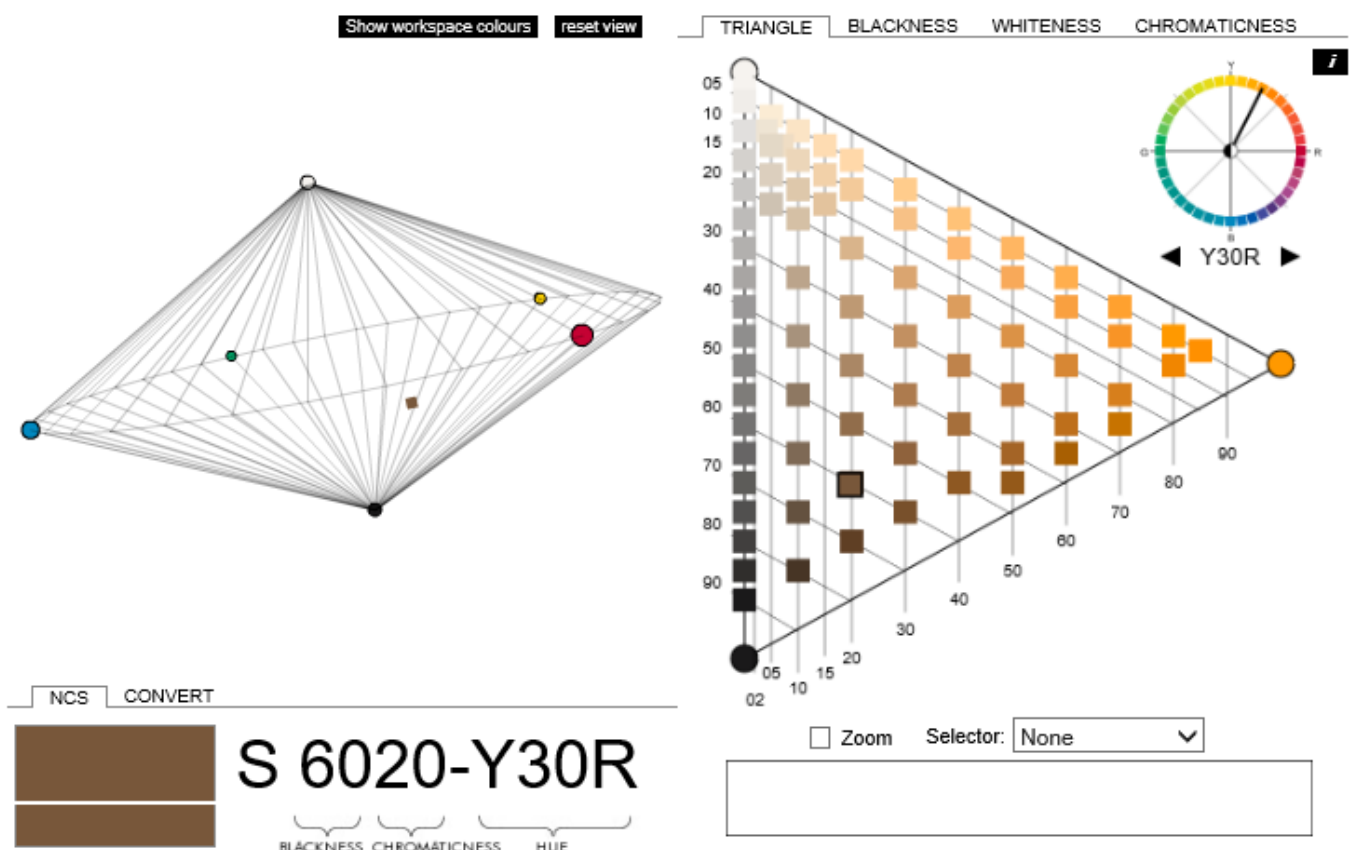 Show workspace colours reset view
TRIANGLE BLACKNESS WHITENESS CHROMATICNESS
i
Y
G
R
B
Y30R
05
10
15
20
30
40
50
60
70
80
90
90
80
70
60
50
40
30
20
15
10
05
02
NCS CONVERT
S 6020-Y30R
BLACKNESS CHROMATICNESS HUE
Zoom Selector: None